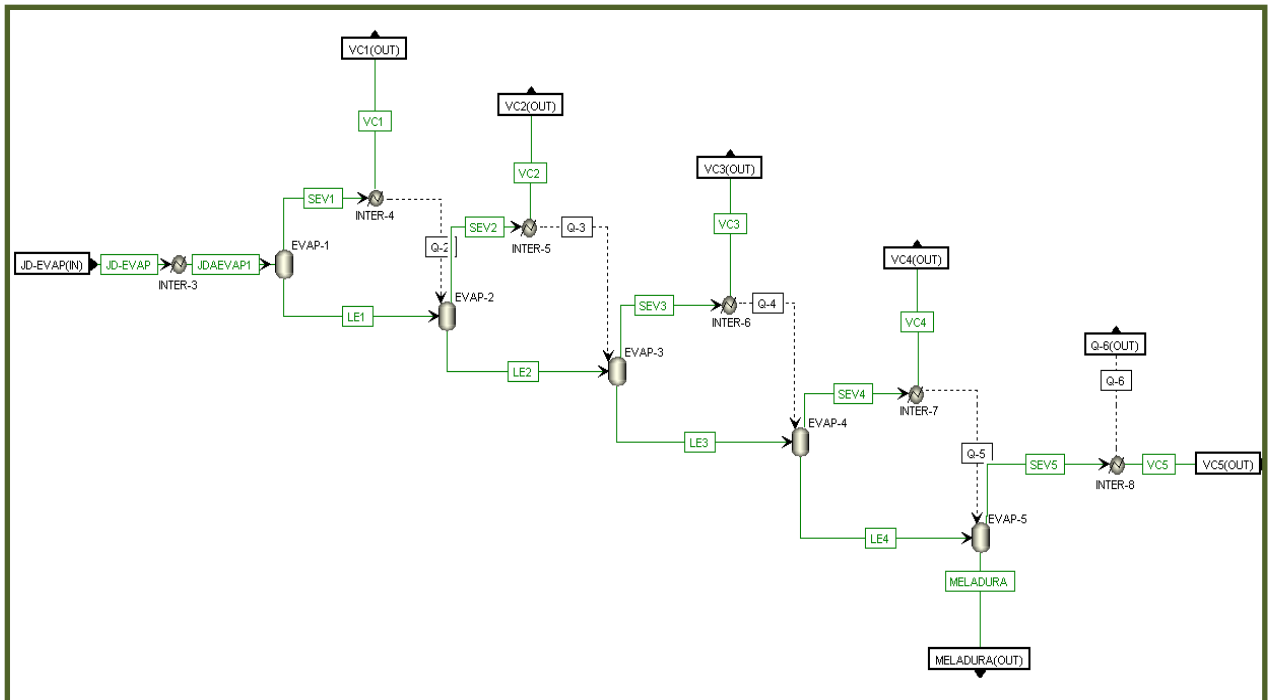 VC1(OUT)
VC2(OUT)
VC1
VC3(OUT)
VC2
SEV1
INTER-4
VC3
SEV2
Q-3
EVAP-1
Q-2
INTER-5
VC4(OUT)
JD-EVAP(IN)
JD-EVAP
JDAEVAP1
INTER-3
EVAP-2
SEV3
Q-4
LE1
INTER-6
VC4
Q-6(OUT)
EVAP-3
LE2
Q-6
SEV4
INTER-7
EVAP-4
LE3
Q-5
SEV5
VC5
VC5(OUT)
INTER-8
EVAP-5
LE4
MELADURA
MELADURA(OUT)